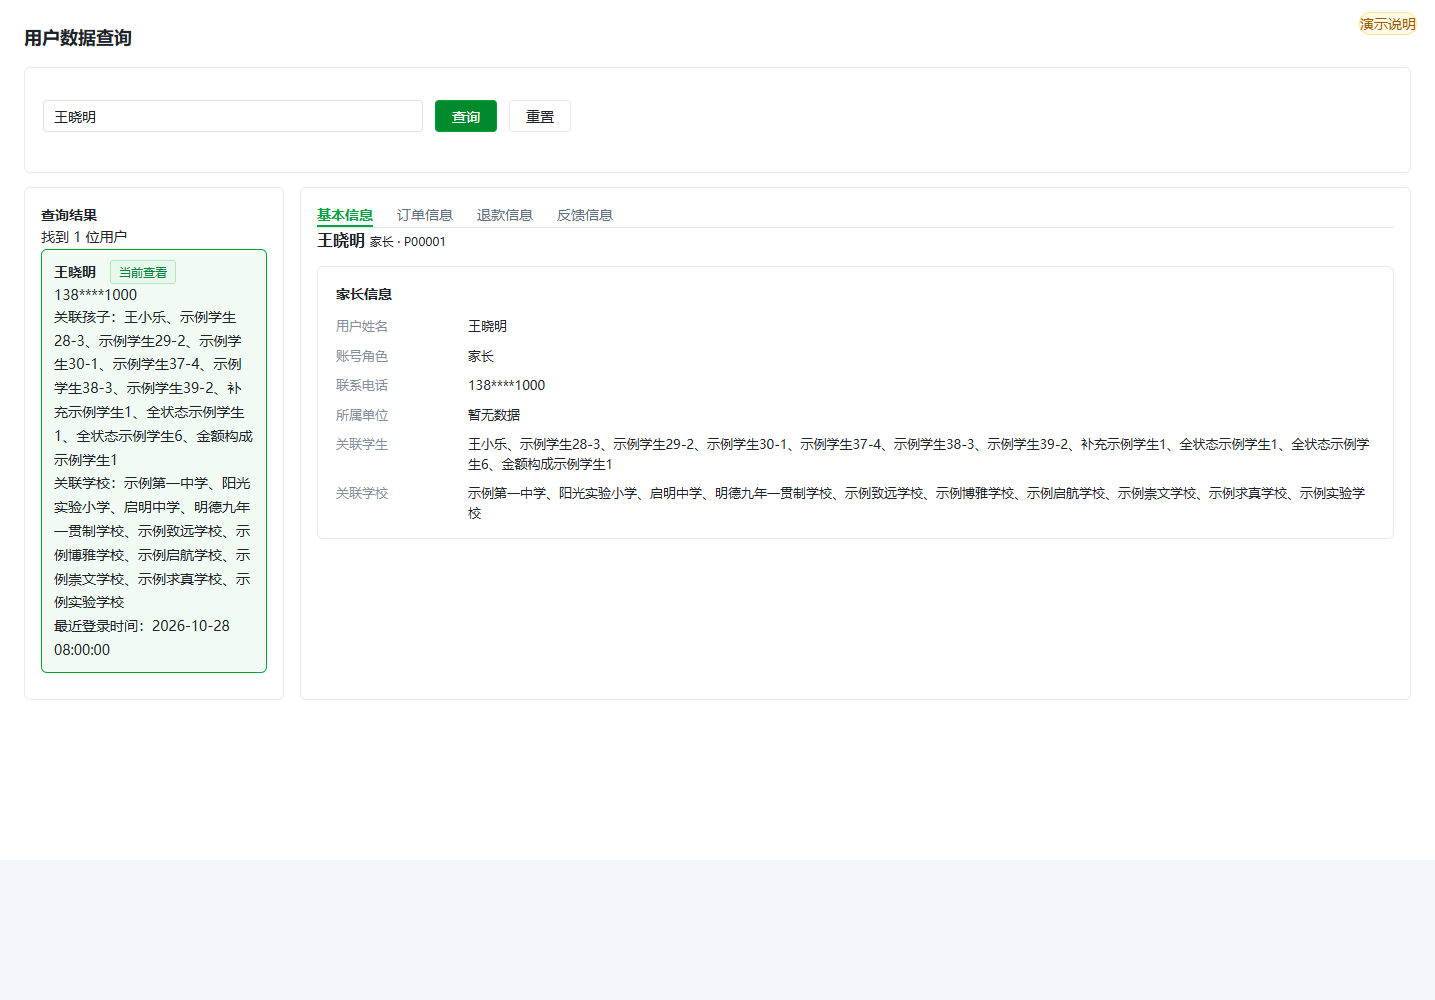 用户数据查询
演示说明
王晓明
查询
重置
查询结果
找到 1 位用户
王晓明
当前查看
138****1000
关联孩子：王小乐、示例学生
28-3、示例学生29-2、示例学
生30-1、示例学生37-4、示例
学生38-3、示例学生39-2、补
充示例学生1、全状态示例学生
1、全状态示例学生6、金额构成
示例学生1
关联学校：示例第一中学、阳光
实验小学、启明中学、明德九年
一贯制学校、示例致远学校、示
例博雅学校、示例启航学校、示
例崇文学校、示例求真学校、示
例实验学校
最近登录时间：2026-10-28
08:00:00
基本信息
订单信息
退款信息
反馈信息
王晓明 家长 · P00001
家长信息
用户姓名
王晓明
账号角色
家长
联系电话
138****1000
所属单位
暂无数据
关联学生
王小乐、示例学生28-3、示例学生29-2、示例学生30-1、示例学生37-4、示例学生38-3、示例学生39-2、补充示例学生1、全状态示例学生1、全状态示例学
生6、金额构成示例学生1
关联学校
示例第一中学、阳光实验小学、启明中学、明德九年一贯制学校、示例致远学校、示例博雅学校、示例启航学校、示例崇文学校、示例求真学校、示例实验学
校